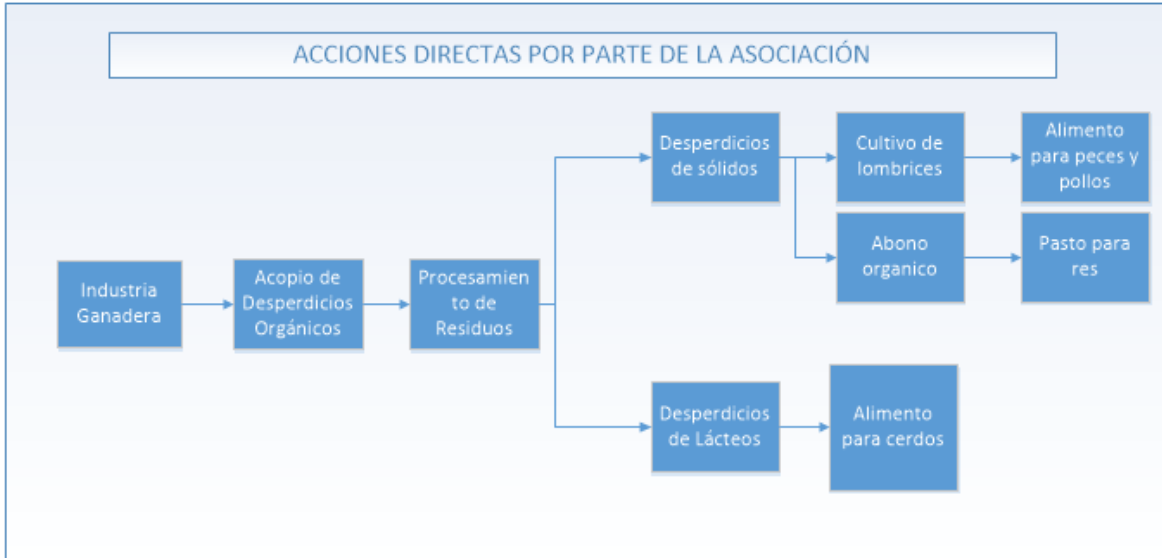 ACCIONES DIRECTAS POR PARTE DE LA ASOCIACIÓN
Desperdicios
de sólidos
Cultivo de
lombrices
Alimento
para peces y
pollos
Abono
organico
Pasto para
res
Industria
Ganadera
Acopio de
Desperdicios
Orgánicos
Procesamien
to de
Residuos
Desperdicios
de Lácteos
Alimento
para cerdos